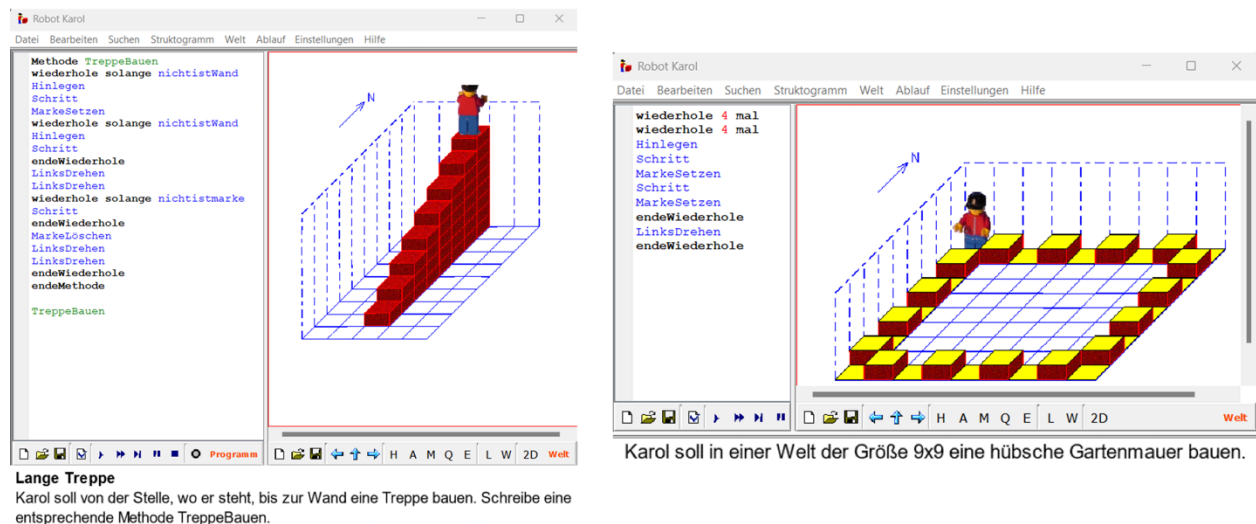 Robot Karol
Datei Bearbeiten Suchen Struktogramm Welt Ablauf Einstellungen Hilfe
Methode TreppeBauen
wiederhole solange nichtistWand
Hinlegen
Schritt
MarkeSetzen
wiederhole solange nichtistWand
Hinlegen
Schritt
endeWiederhole
LinksDrehen
LinksDrehen
wiederhole solange nichtistmarke
Schritt
endeWiederhole
MarkeLöschen
LinksDrehen
LinksDrehen
endeWiederhole
endeMethode
TreppeBauen
N
Programm
H A M Q E L W 2D Welt
Lange Treppe
Karol soll von der Stelle, wo er steht, bis zur Wand eine Treppe bauen. Schreibe eine
entsprechende Methode TreppeBauen.
Robot Karol
Datei Bearbeiten Suchen Struktogramm Welt Ablauf Einstellungen Hilfe
wiederhole 4 mal
wiederhole 4 mal
Hinlegen
Schritt
MarkeSetzen
Schritt
MarkeSetzen
endeWiederhole
LinksDrehen
endeWiederhole
N
H A M Q E L W 2D Welt
Karol soll in einer Welt der Größe 9x9 eine hübsche Gartenmauer bauen.